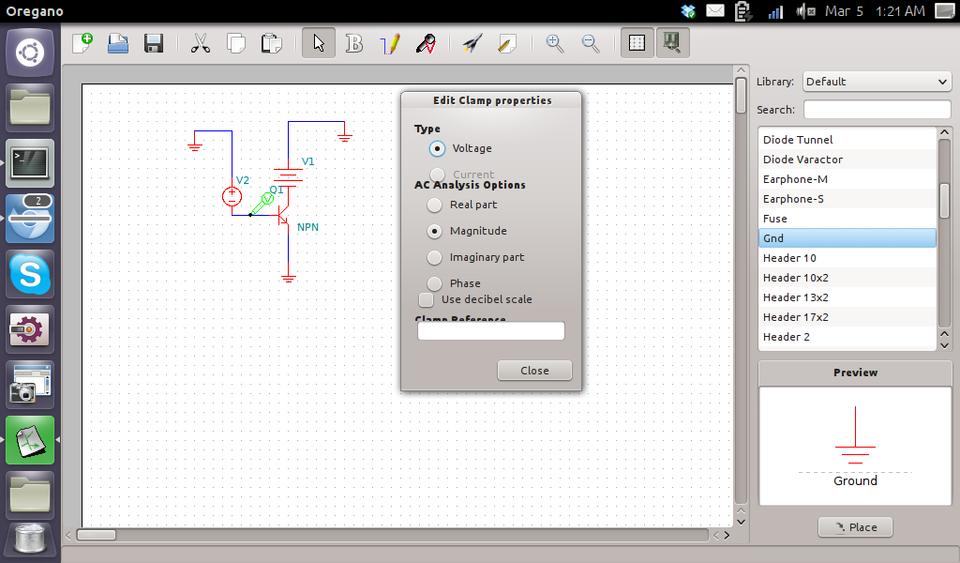 Oregano
Mar 5 1:21 AM
Library: Default
Search:
Diode Tunnel
Diode Varactor
Earphone-M
Earphone-S
Fuse
Gnd
Header 10
Header 10x2
Header 13x2
Header 17x2
Header 2
Preview
Ground
Place
Edit Clamp properties
Type
Voltage
Current
AC Analysis Options
Real part
Magnitude
Imaginary part
Phase
Use decibel scale
Clamp Reference
Close
V1
V2
Q1
NPN
2